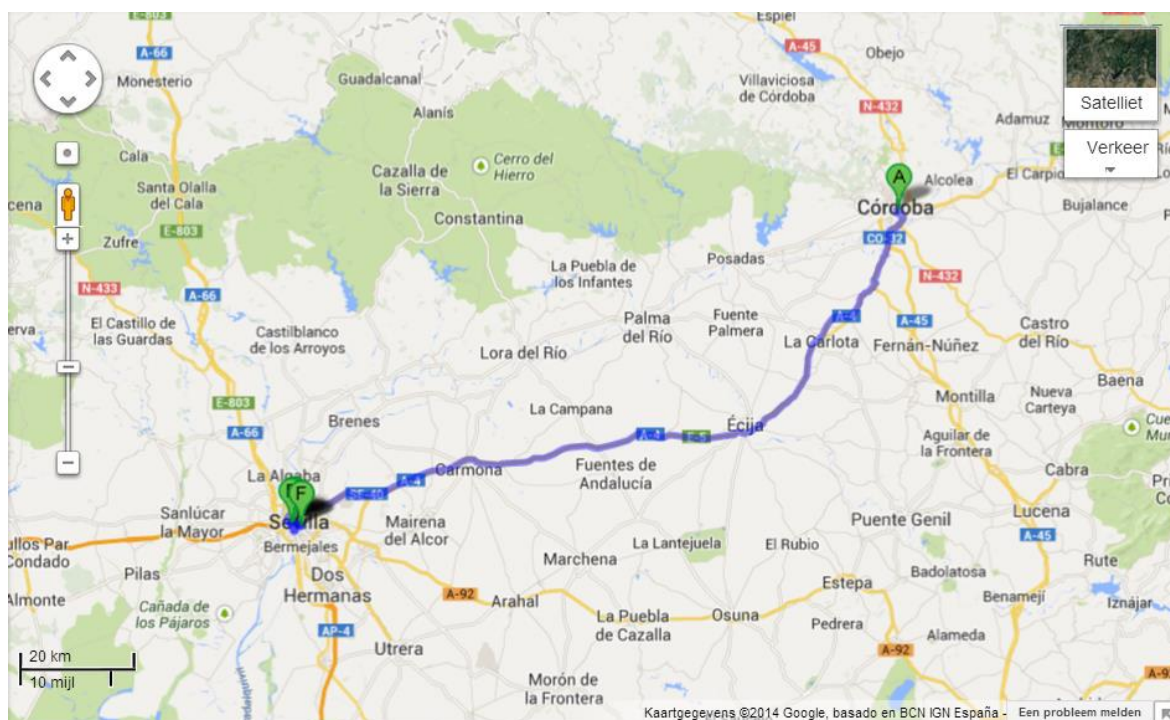 E-803
A-66
Espiel
A-45
Obejo
Monesterio
Guadalcanal
Villaviciosa
de Córdoba
Satelliet
N-432
Alanís
Adamuz
Montoro
Verkeer
Cala
Cerro del
Hierro
Cazalla de
la Sierra
A
Alcolea
El Carpio
Santa Olalla
del Cala
Córdoba
Bujalance
Constantina
E-803
Zufre
CO-32
Posadas
La Puebla de
los Infantes
N-432
N-433
A-66
El Castillo de
las Guardas
Castilblanco
de los Arroyos
Palma
del Río
Fuente
Palmera
A-4
A-45
Castro
del Río
La Carlota
Fernán-Núñez
Lora del Río
Baena
E-803
La Campana
Montilla
Nueva
Carteya
Brenes
Écija
A-66
A-4
E-5
Aguilar de
la Frontera
La Algaba
Carmona
Fuentes de
Andalucía
Cabra
A-4
SE-40
F
Sanlúcar
la Mayor
Sevilla
Mairena
del Alcor
Puente Genil
Lucena
Bermejales
La Lantejuela
El Rubio
A-45
Marchena
Pilas
Dos
Hermanas
Badolatosa
Rute
Estepa
Almonte
Cañada de
los Pájaros
A-92
Arahal
Benamejí
Iznájar
La Puebla
de Cazalla
Osuna
Pedrera
AP-4
Alameda
Utrera
A-92
20 km
10 mijl
Morón de
la Frontera
Kaartgegevens ©2014 Google, basado en BCN IGN España - Een probleem melden